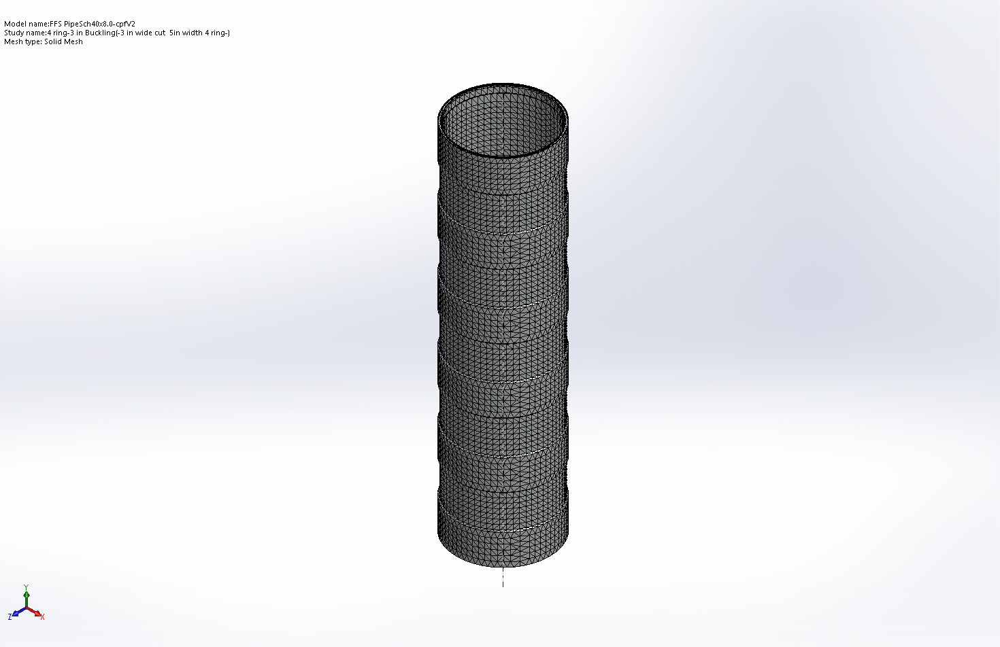 Model name:FFS PipeSch40x8.0-cpfV2
Study name:4 ring-3 in Buckling(-3 in wide cut  5in width 4 ring-)
Mesh type: Solid Mesh
Y
Z
X